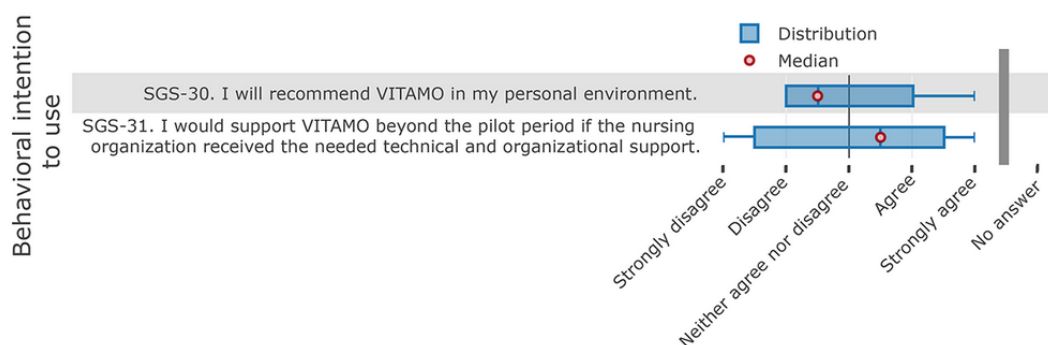 Behavioral intention
to use
Distribution
Median
SGS-30. I will recommend VITAMO in my personal environment.
SGS-31. I would support VITAMO beyond the pilot period if the nursing
organization received the needed technical and organizational support.
Strongly disagree
Disagree
Neither agree nor disagree
Agree
Strongly agree
No answer